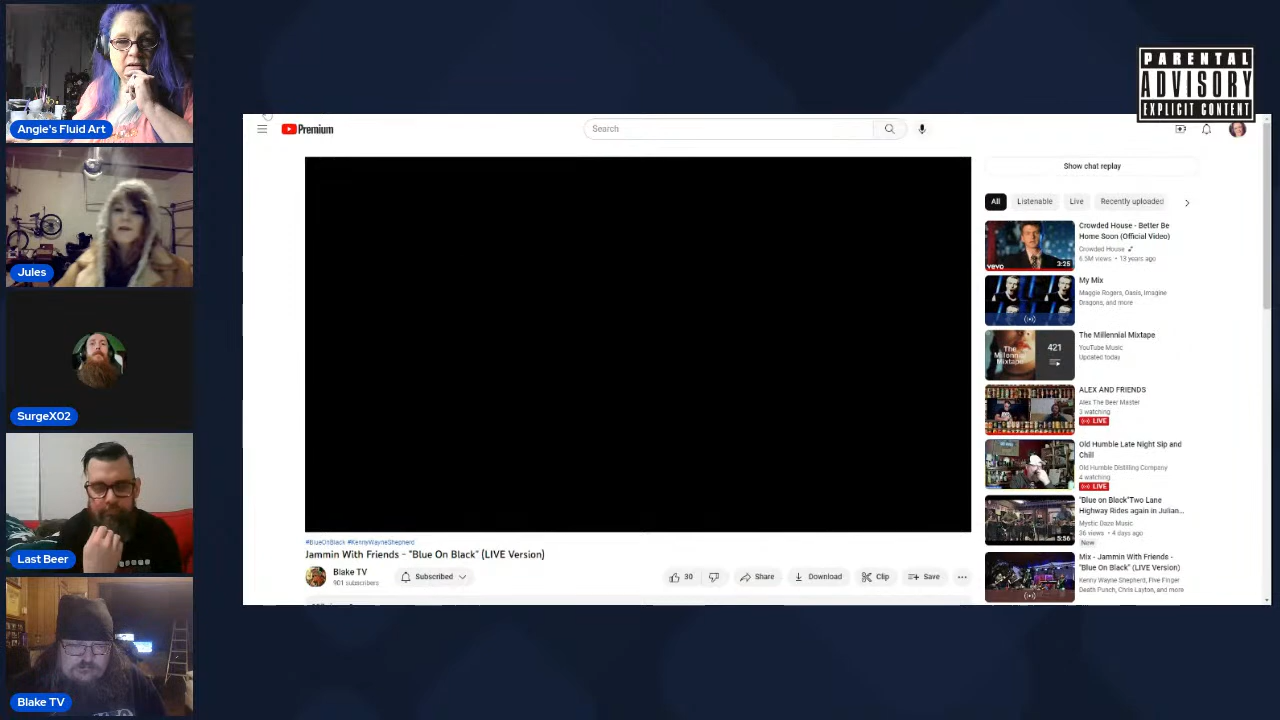 Angie's Fluid Art
Jules
SurgeX02
Last Beer
Blake TV
PARENTAL
ADVISORY
EXPLICIT CONTENT
Premium
Search
Show chat replay
All
Listenable
Live
Recently uploaded
Crowded House - Better Be
Home Soon (Official Video)
Crowded House
6.5M views • 13 years ago
vevo
3:25
My Mix
Maggie Rogers, Oasis, Imagine
Dragons, and more
The Millennial Mixtape
YouTube Music
Updated today
The
Millennial
Mixtape
421
ALEX AND FRIENDS
Alex The Beer Master
3 watching
LIVE
Old Humble Late Night Sip and
Chill
Old Humble Distilling Company
4 watching
LIVE
"Blue on Black"Two Lane
Highway Rides again in Julian...
Mystic Daze Music
36 views • 4 days ago
New
5:56
Mix - Jammin With Friends -
"Blue On Black" (LIVE Version)
Kenny Wayne Shepherd, Five Finger
Death Punch, Chris Layton, and more
#BlueOnBlack #KennyWayneShepherd
Jammin With Friends - "Blue On Black" (LIVE Version)
Blake TV
901 subscribers
Subscribed
30
Share
Download
Clip
Save